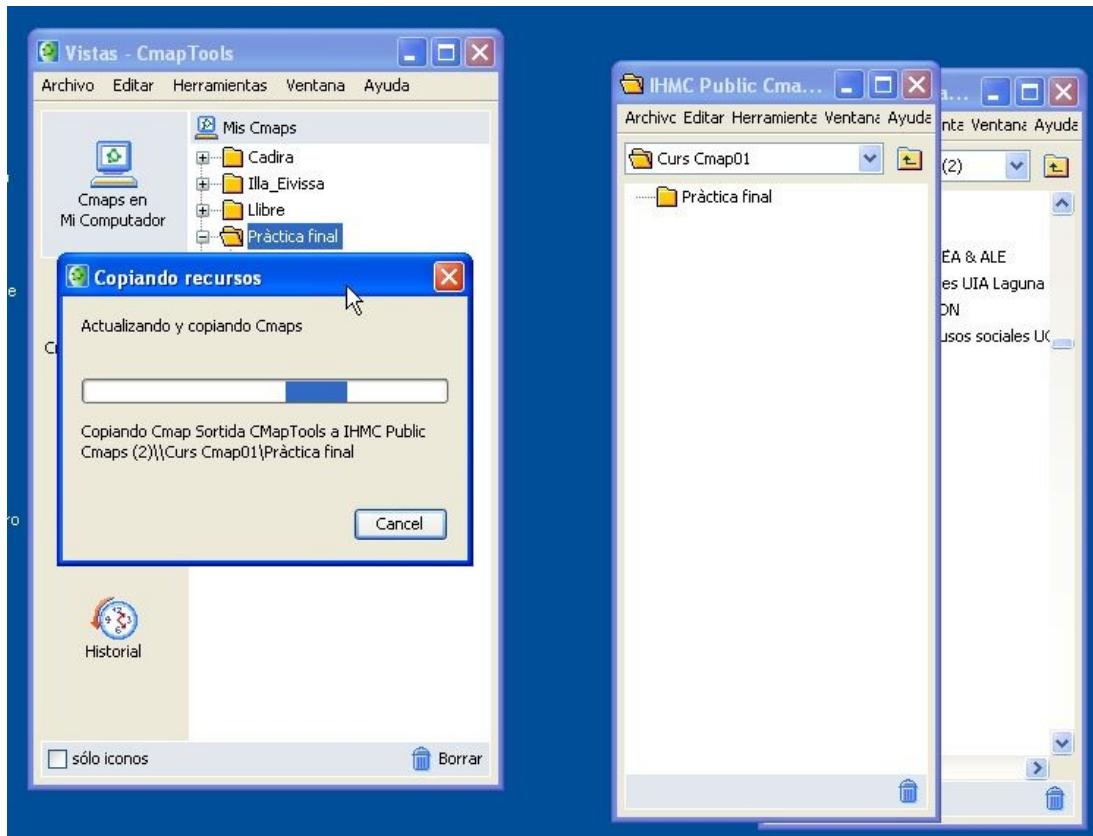 Vistas - CmapTools
Archivo Editar Herramientas Ventana Ayuda
Cmaps en
Mi Computador
Mis Cmaps
Cadira
Illa_Eivissa
Llibre
Pràctica final
Copiando recursos
Actualizando y copiando Cmaps
Copiando Cmap Sortida CMapTools a IHMC Public
Cmaps (2)\\Curs Cmap01\Pràctica final
Cancel
Historial
sólo iconos
Borrar
IHMC Public Cma...
Archivc Editar Herramienta Ventana Ayuda
Curs Cmap01
Pràctica final
a...
nta Ventana Ayuda
(2)
EA & ALE
es UIA Laguna
ON
usos sociales